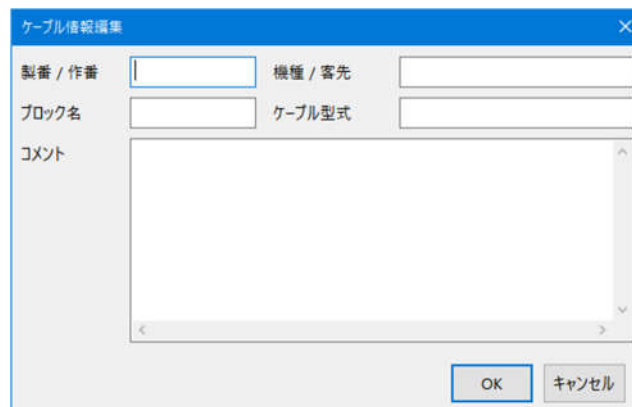 ケーブル情報編集
製番 / 作番 機種 / 客先
ブロック名 ケーブル型式
コメント
OK キャンセル